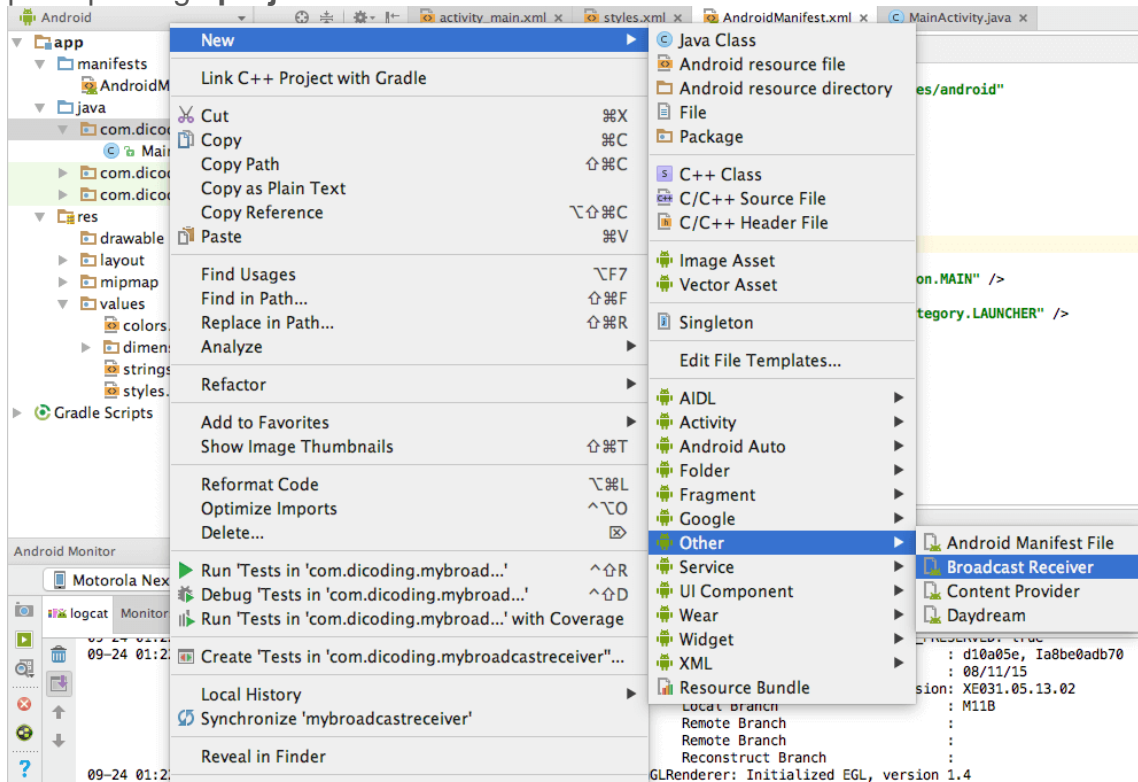 Android
activity_main.xml
styles.xml
AndroidManifest.xml
MainActivity.java
app
manifests
AndroidM
java
com.dico
Mai
com.dico
com.dico
res
drawable
layout
mipmap
values
colors.
dimen
strings
styles.
Gradle Scripts
New
Link C++ Project with Gradle
Cut ⌘X
Copy ⌘C
Copy Path ⇧⌘C
Copy as Plain Text
Copy Reference ⌥⇧⌘C
Paste ⌘V
Find Usages ⌥F7
Find in Path... ⇧⌘F
Replace in Path... ⇧⌘R
Analyze
Refactor
Add to Favorites
Show Image Thumbnails ⇧⌘T
Reformat Code ⌥⌘L
Optimize Imports ^⌥O
Delete... ⌦
Run 'Tests in 'com.dicoding.mybroad...' ^⇧R
Debug 'Tests in 'com.dicoding.mybroad...' ^⇧D
Run 'Tests in 'com.dicoding.mybroad...' with Coverage
Create 'Tests in 'com.dicoding.mybroadcastreceiver''...
Local History
Synchronize 'mybroadcastreceiver'
Reveal in Finder
Java Class
Android resource file
Android resource directory
File
Package
C++ Class
C/C++ Source File
C/C++ Header File
Image Asset
Vector Asset
Singleton
Edit File Templates...
AIDL
Activity
Android Auto
Folder
Fragment
Google
Other
Service
UI Component
Wear
Widget
XML
Resource Bundle
Android Manifest File
Broadcast Receiver
Content Provider
Daydream
es/android"
on.MAIN" />
tegory.LAUNCHER" />
Android Monitor
Motorola Nex
logcat Monitor
09-24 01:2
: d10a05e, Ia8be0adb70
: 08/11/15
sion: XE031.05.13.02
Local Branch : M11B
Remote Branch :
Remote Branch :
Reconstruct Branch :
09-24 01:2
GLRenderer: Initialized EGL, version 1.4